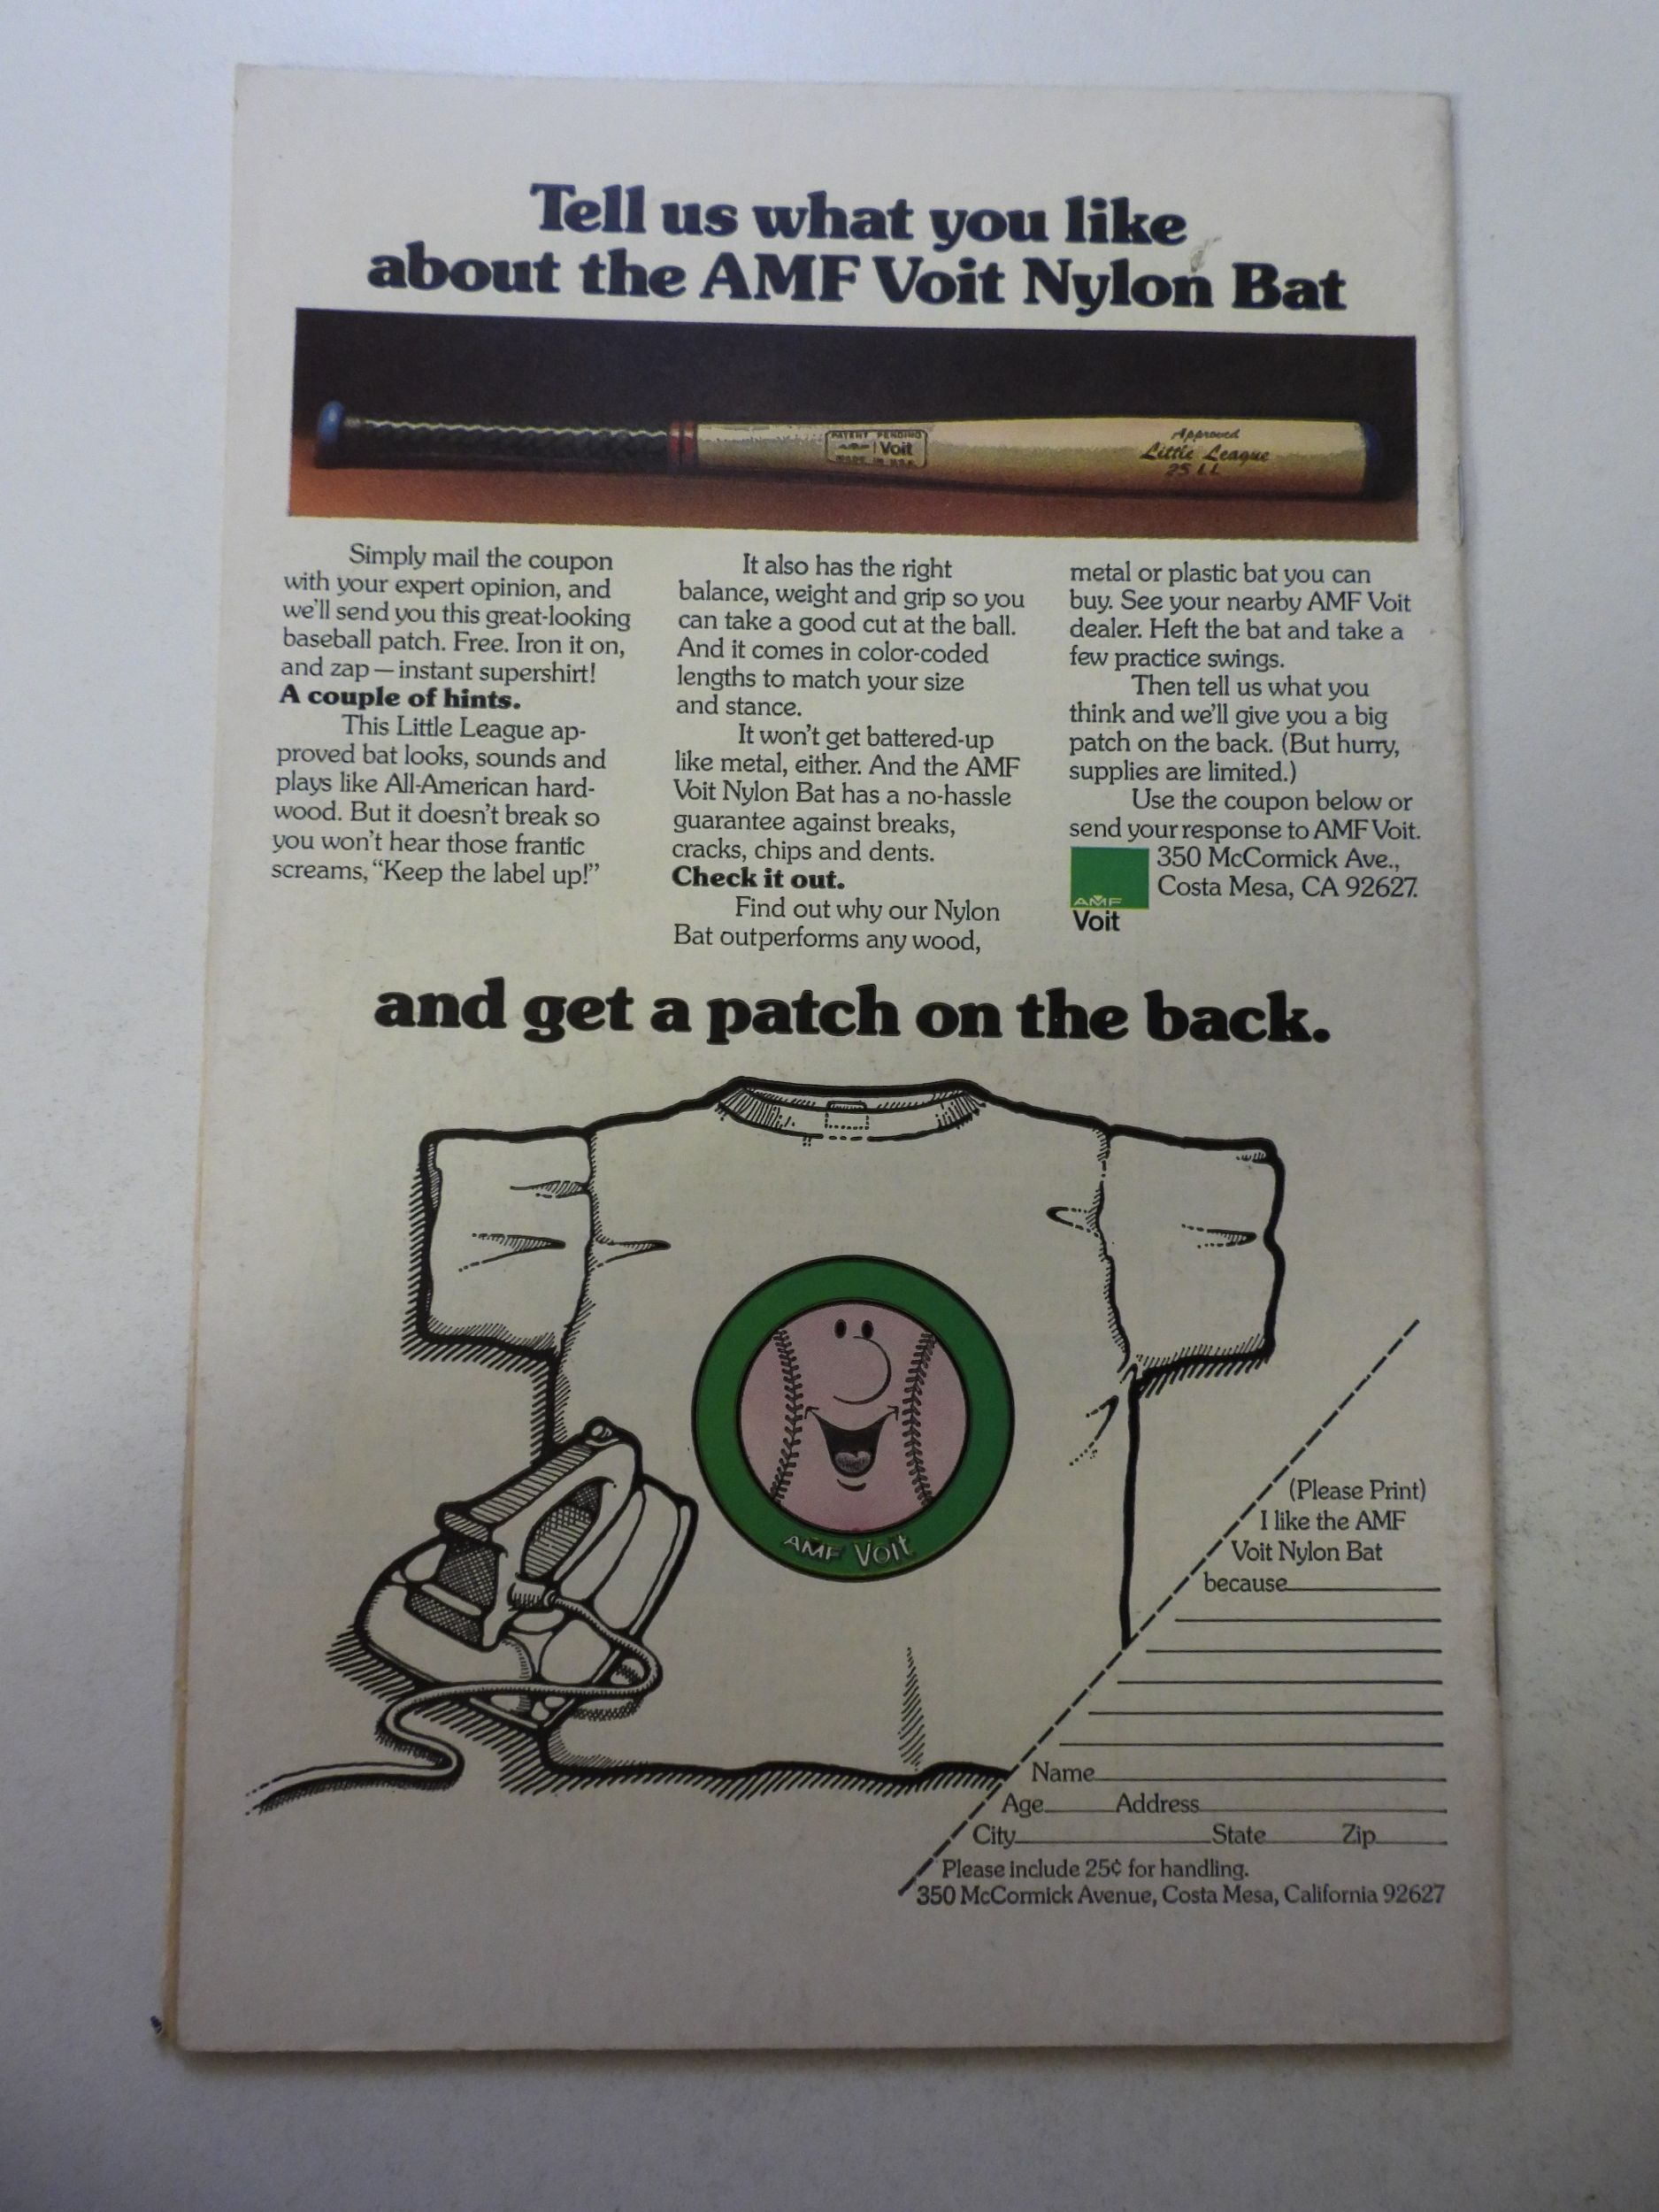 Tell us what you like
about the AMF Voit Nylon Bat
PATENT PENDING
AMF Voit
MADE IN U.S.A.
Approved
Little League
25 LL
Simply mail the coupon
with your expert opinion, and
we'll send you this great-looking
baseball patch. Free. Iron it on,
and zap — instant supershirt!
A couple of hints.
This Little League ap-
proved bat looks, sounds and
plays like All-American hard-
wood. But it doesn't break so
you won't hear those frantic
screams, "Keep the label up!"
It also has the right
balance, weight and grip so you
can take a good cut at the ball.
And it comes in color-coded
lengths to match your size
and stance.
It won't get battered-up
like metal, either. And the AMF
Voit Nylon Bat has a no-hassle
guarantee against breaks,
cracks, chips and dents.
Check it out.
Find out why our Nylon
Bat outperforms any wood,
metal or plastic bat you can
buy. See your nearby AMF Voit
dealer. Heft the bat and take a
few practice swings.
Then tell us what you
think and we'll give you a big
patch on the back. (But hurry,
supplies are limited.)
Use the coupon below or
send your response to AMF Voit.
350 McCormick Ave.,
Costa Mesa, CA 92627.
AMF
Voit
and get a patch on the back.
AMF Voit
(Please Print)
I like the AMF
Voit Nylon Bat
because
Name
Age Address
City State Zip
Please include 25¢ for handling.
350 McCormick Avenue, Costa Mesa, California 92627